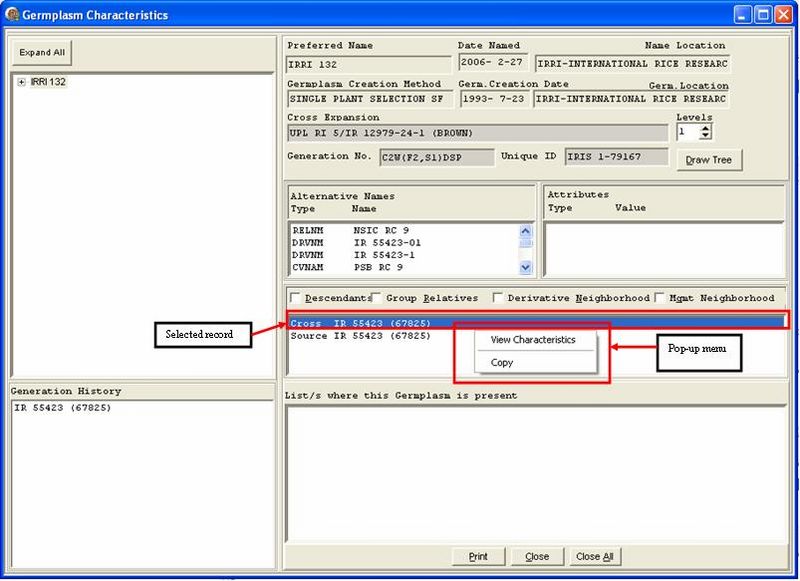 Germplasm Characteristics
Expand All
IRRI 132
Preferred Name Date Named Name Location
IRRI 132 2006- 2-27 IRRI-INTERNATIONAL RICE RESEARC
Germplasm Creation Method Germ.Creation Date Germ.Location
SINGLE PLANT SELECTION SF 1993- 7-23 IRRI-INTERNATIONAL RICE RESEARC
Cross Expansion Levels
UPL RI 5/IR 12979-24-1 (BROWN) 1
Generation No. C2W(F2,S1)DSP Unique ID IRIS 1-79167 Draw Tree
Alternative Names
Type Name
RELNM NSIC RC 9
DRVNM IR 55423-01
DRVNM IR 55423-1
CVNAM PSB RC 9
Attributes
Type Value
Descendants Group Relatives Derivative Neighborhood Mgmt Neighborhood
Cross IR 55423 (67825)
Source IR 55423 (67825)
Selected record
View Characteristics
Copy
Pop-up menu
Generation History
IR 55423 (67825)
List/s where this Germplasm is present
Print Close Close All